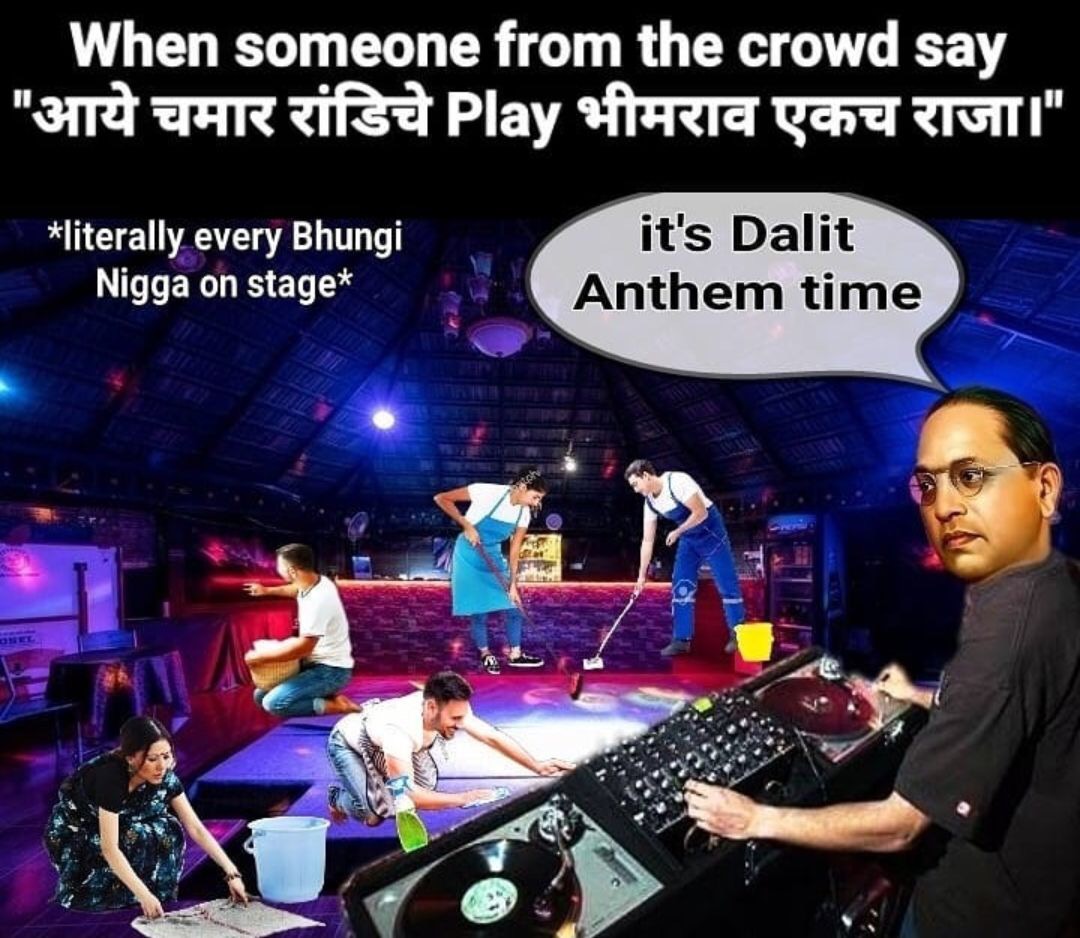 When someone from the crowd say
"आये चमार रांडिचे Play भीमराव एकच राजा।"
*literally every Bhungi
Nigga on stage*
it's Dalit
Anthem time